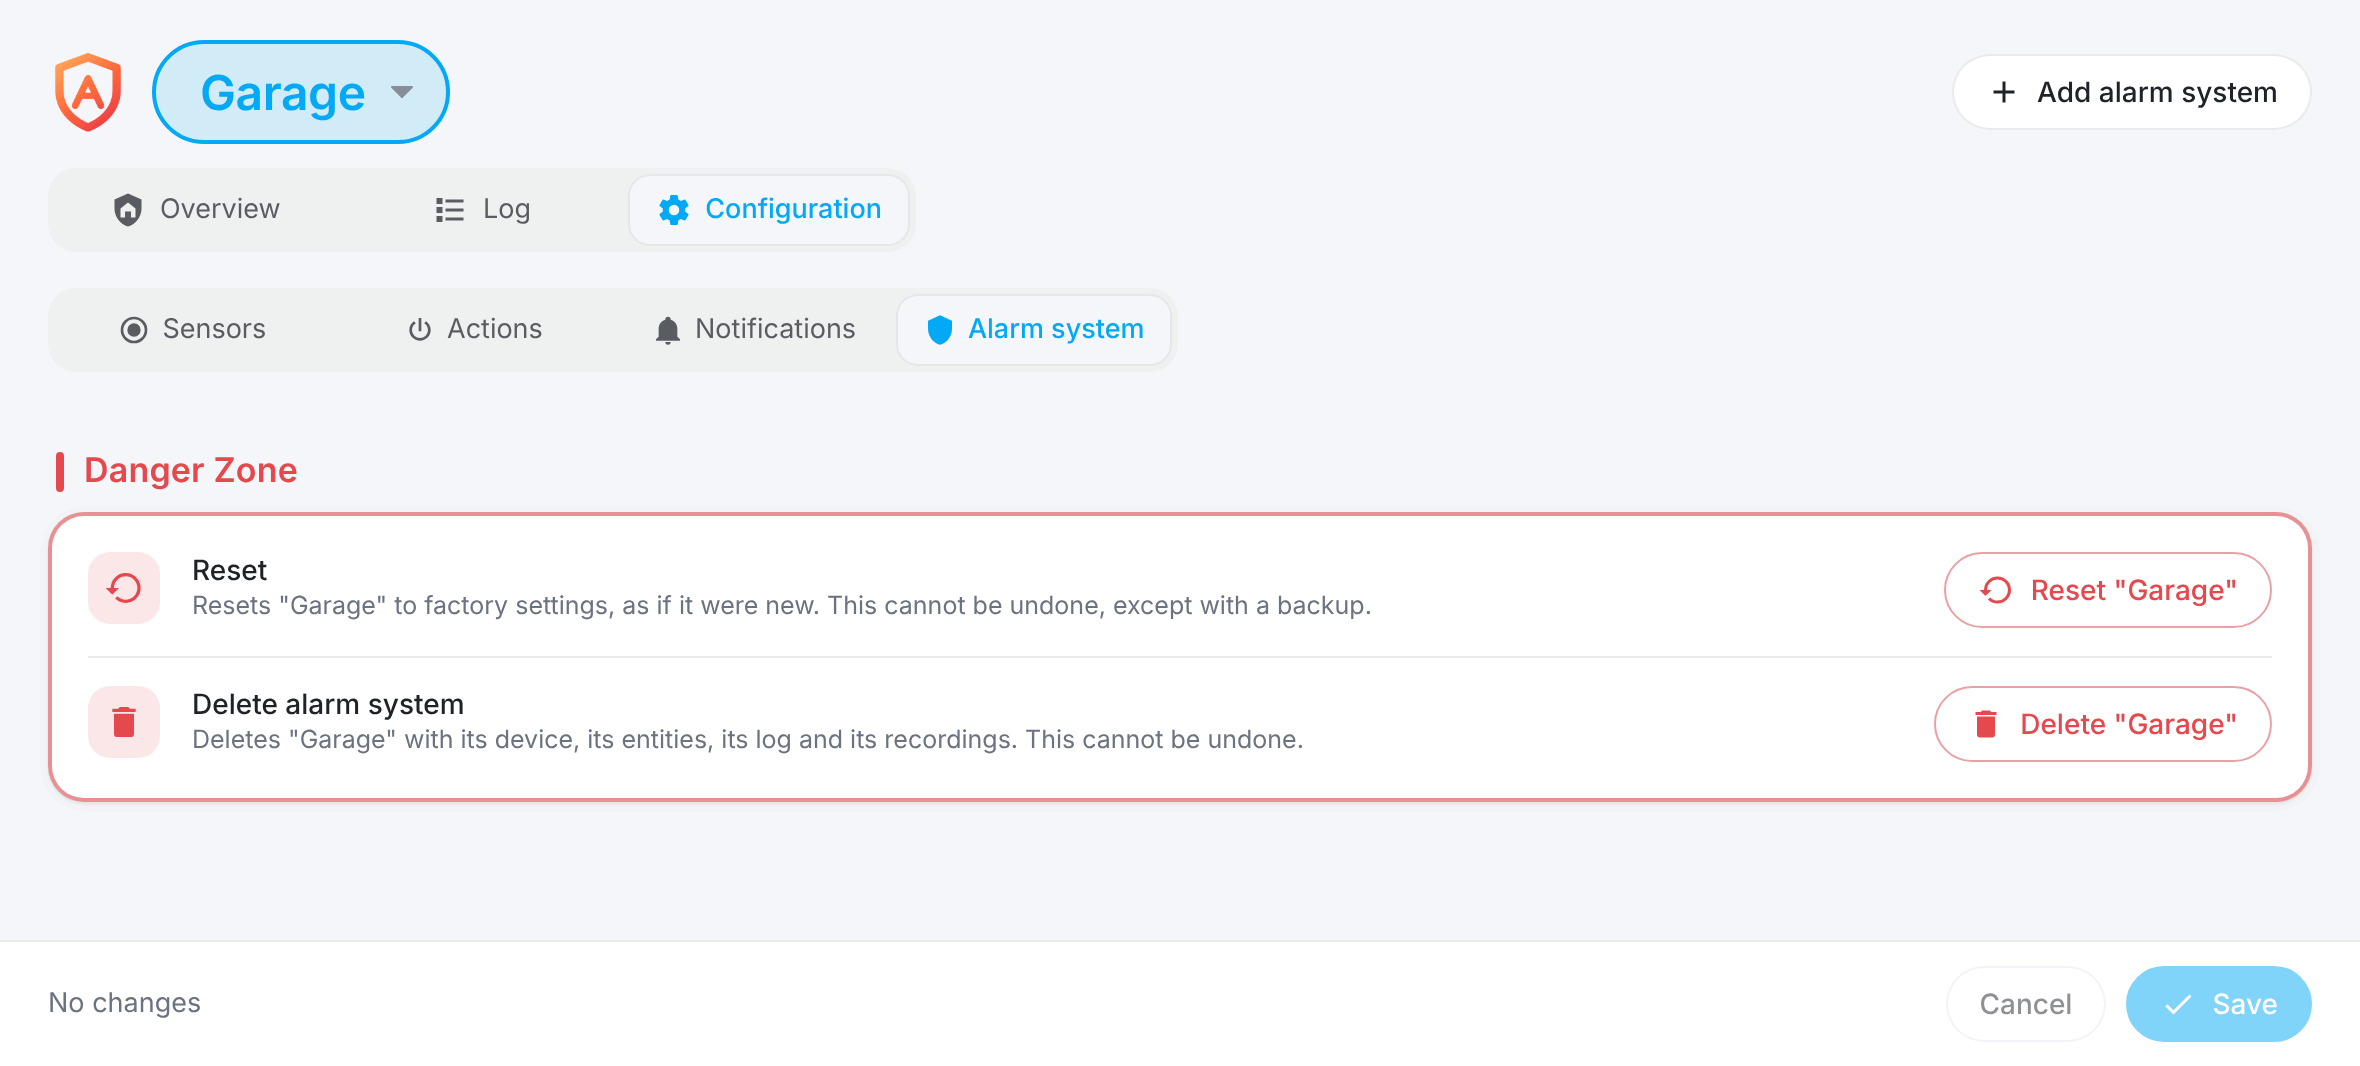 Garage
Add alarm system
Overview
Log
Configuration
Sensors
Actions
Notifications
Alarm system
Danger Zone
Reset
Resets "Garage" to factory settings, as if it were new. This cannot be undone, except with a backup.
Reset "Garage"
Delete alarm system
Deletes "Garage" with its device, its entities, its log and its recordings. This cannot be undone.
Delete "Garage"
No changes
Cancel
Save